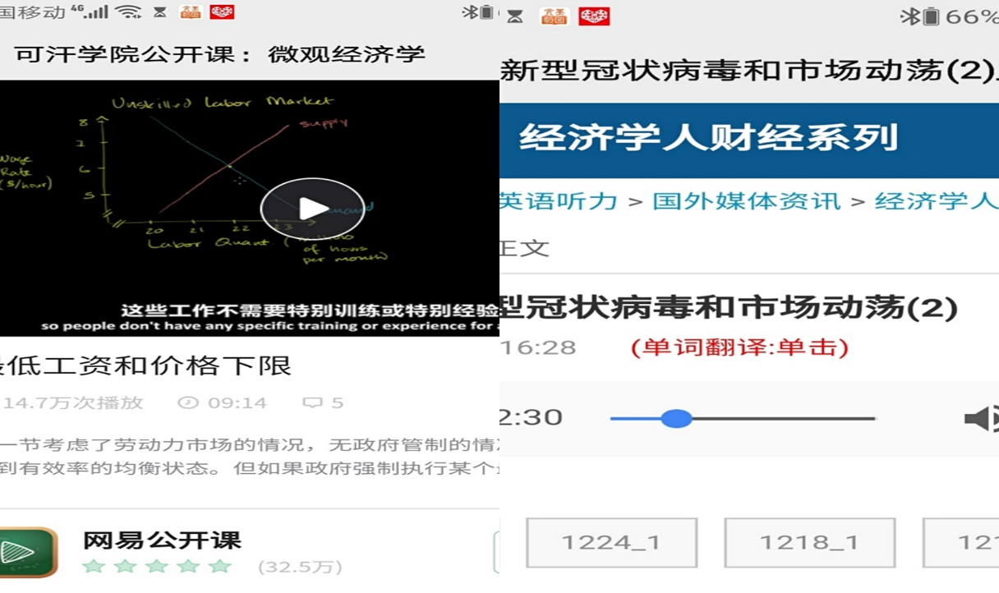 国移动 4G
可汗学院公开课：微观经济学
Unskilled Labor Market
8
supply
7
Wage
Rate
($/hour)
6
5
20 21 22 23
Labor Quant. (
of hours
per month)
这些工作不需要特别训练或特别经验
so people don't have any specific training or experience for
最低工资和价格下限
14.7万次播放 09:14 5
一节考虑了劳动力市场的情况，无政府管制的情
到有效率的均衡状态。但如果政府强制执行某个
网易公开课
(32.5万)
66%
新型冠状病毒和市场动荡(2)
经济学人财经系列
英语听力 > 国外媒体资讯 > 经济学人
正文
型冠状病毒和市场动荡(2)
16:28 (单词翻译:单击)
2:30
1224_1 1218_1 121